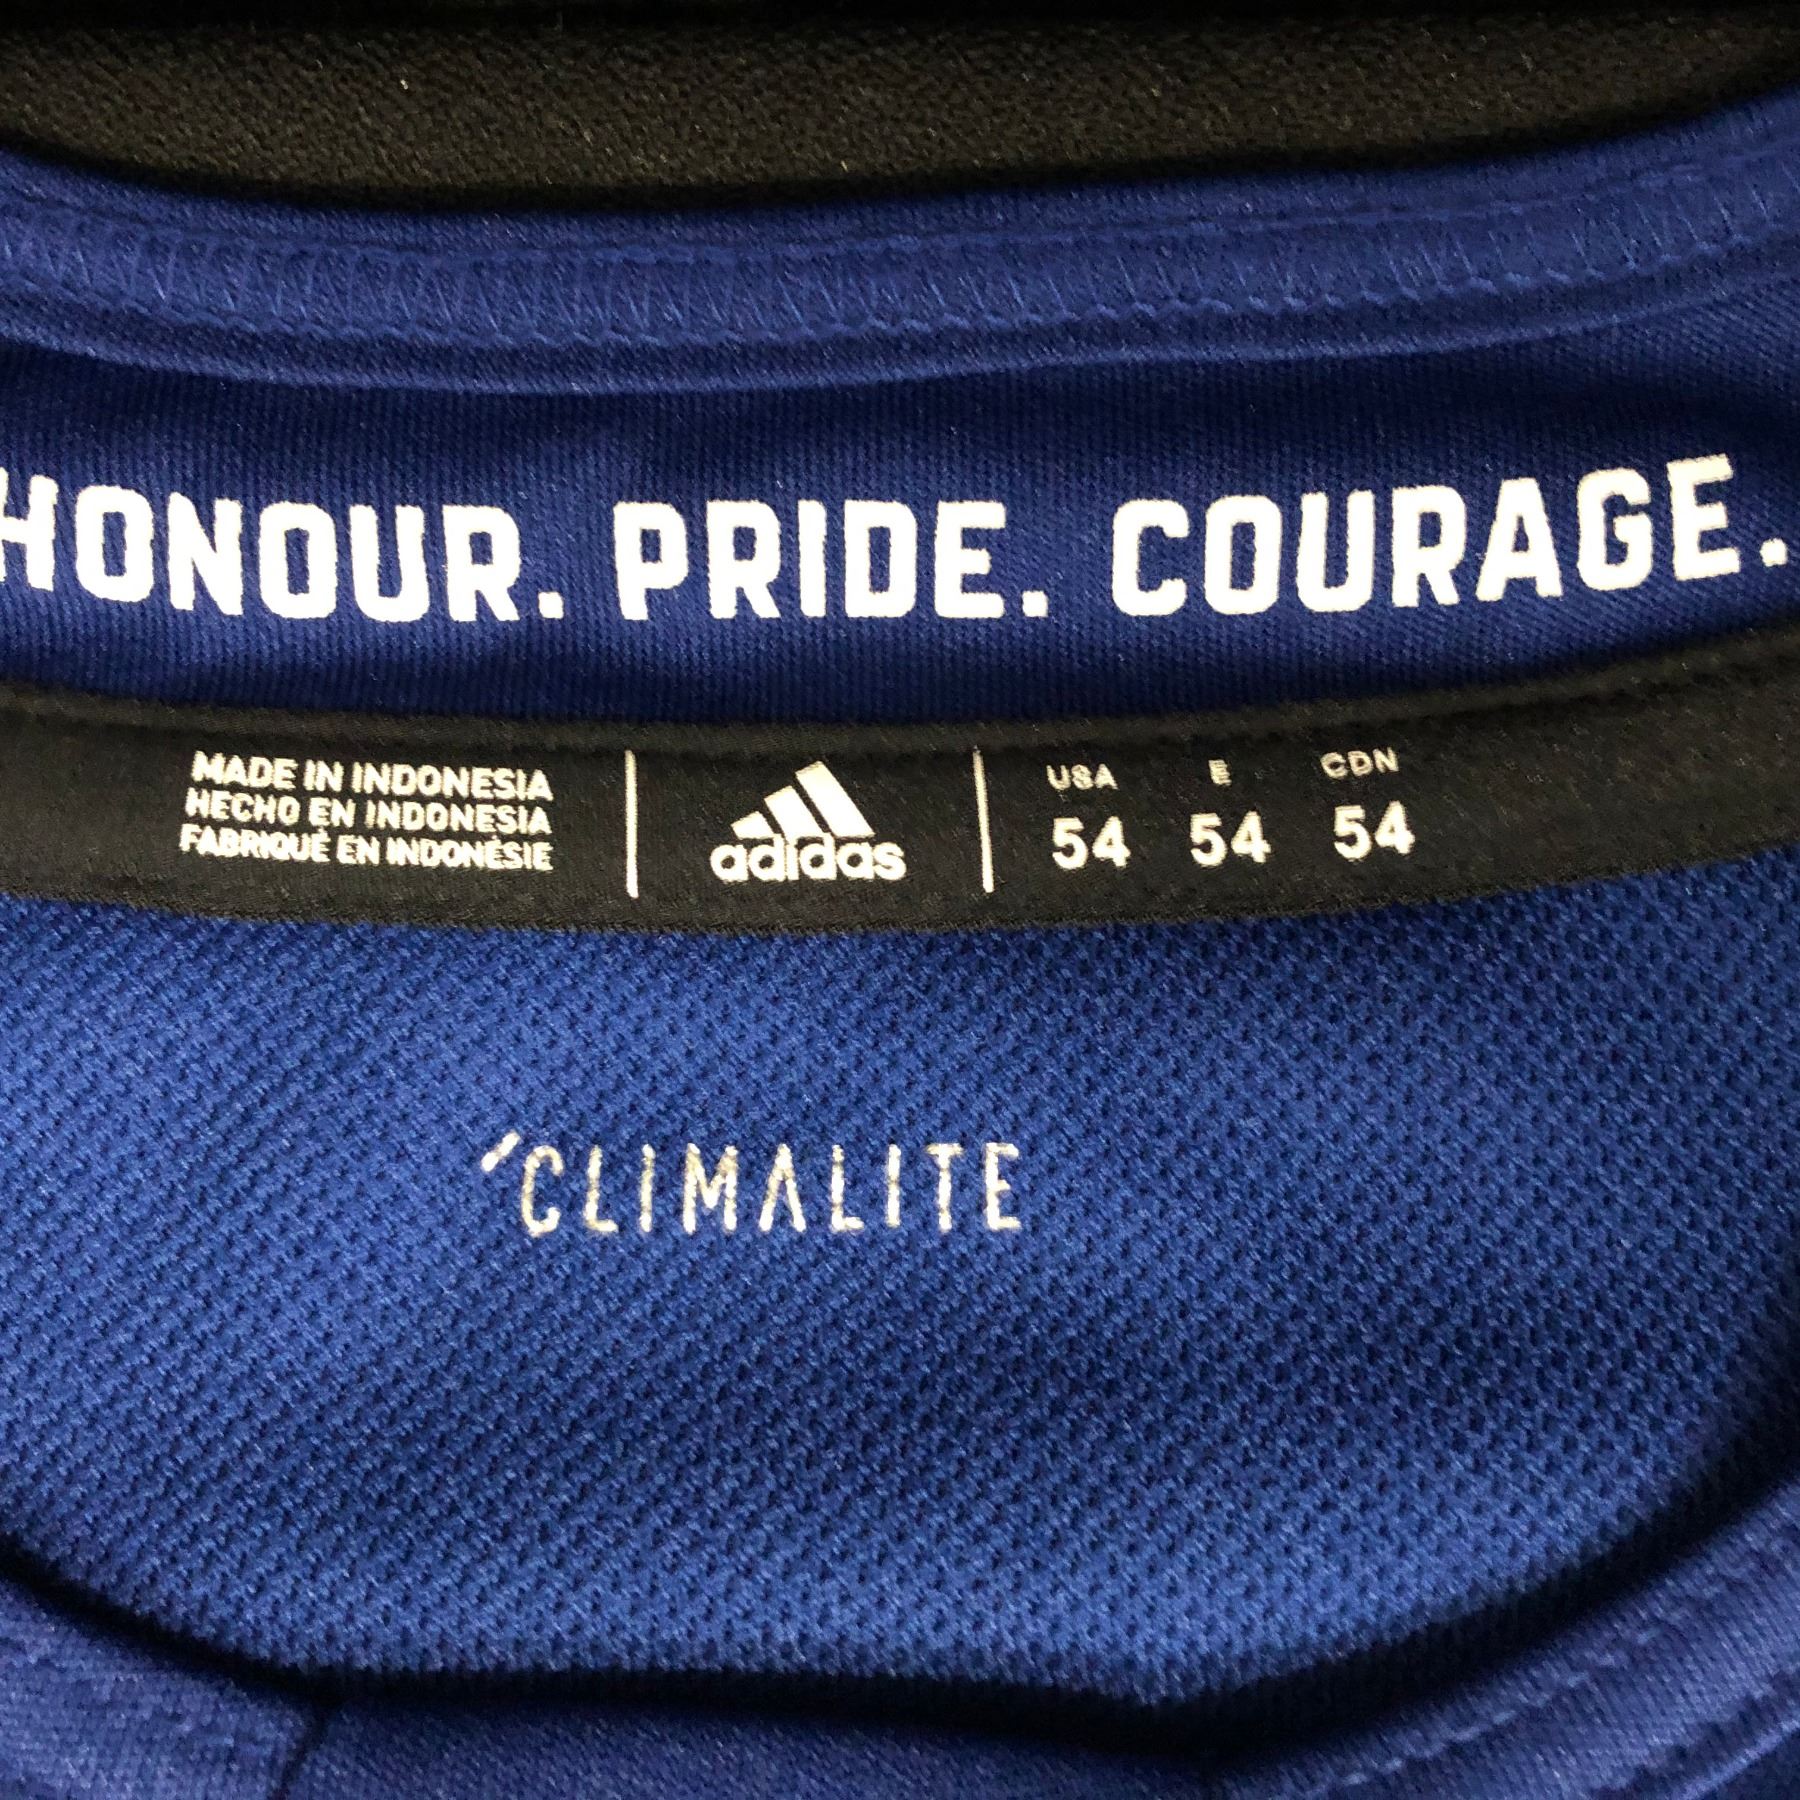 HONOUR. PRIDE. COURAGE.
MADE IN INDONESIA
HECHO EN INDONESIA
FABRIQUÉ EN INDONÉSIE
adidas
USA E CDN
54 54 54
CLIMALITE